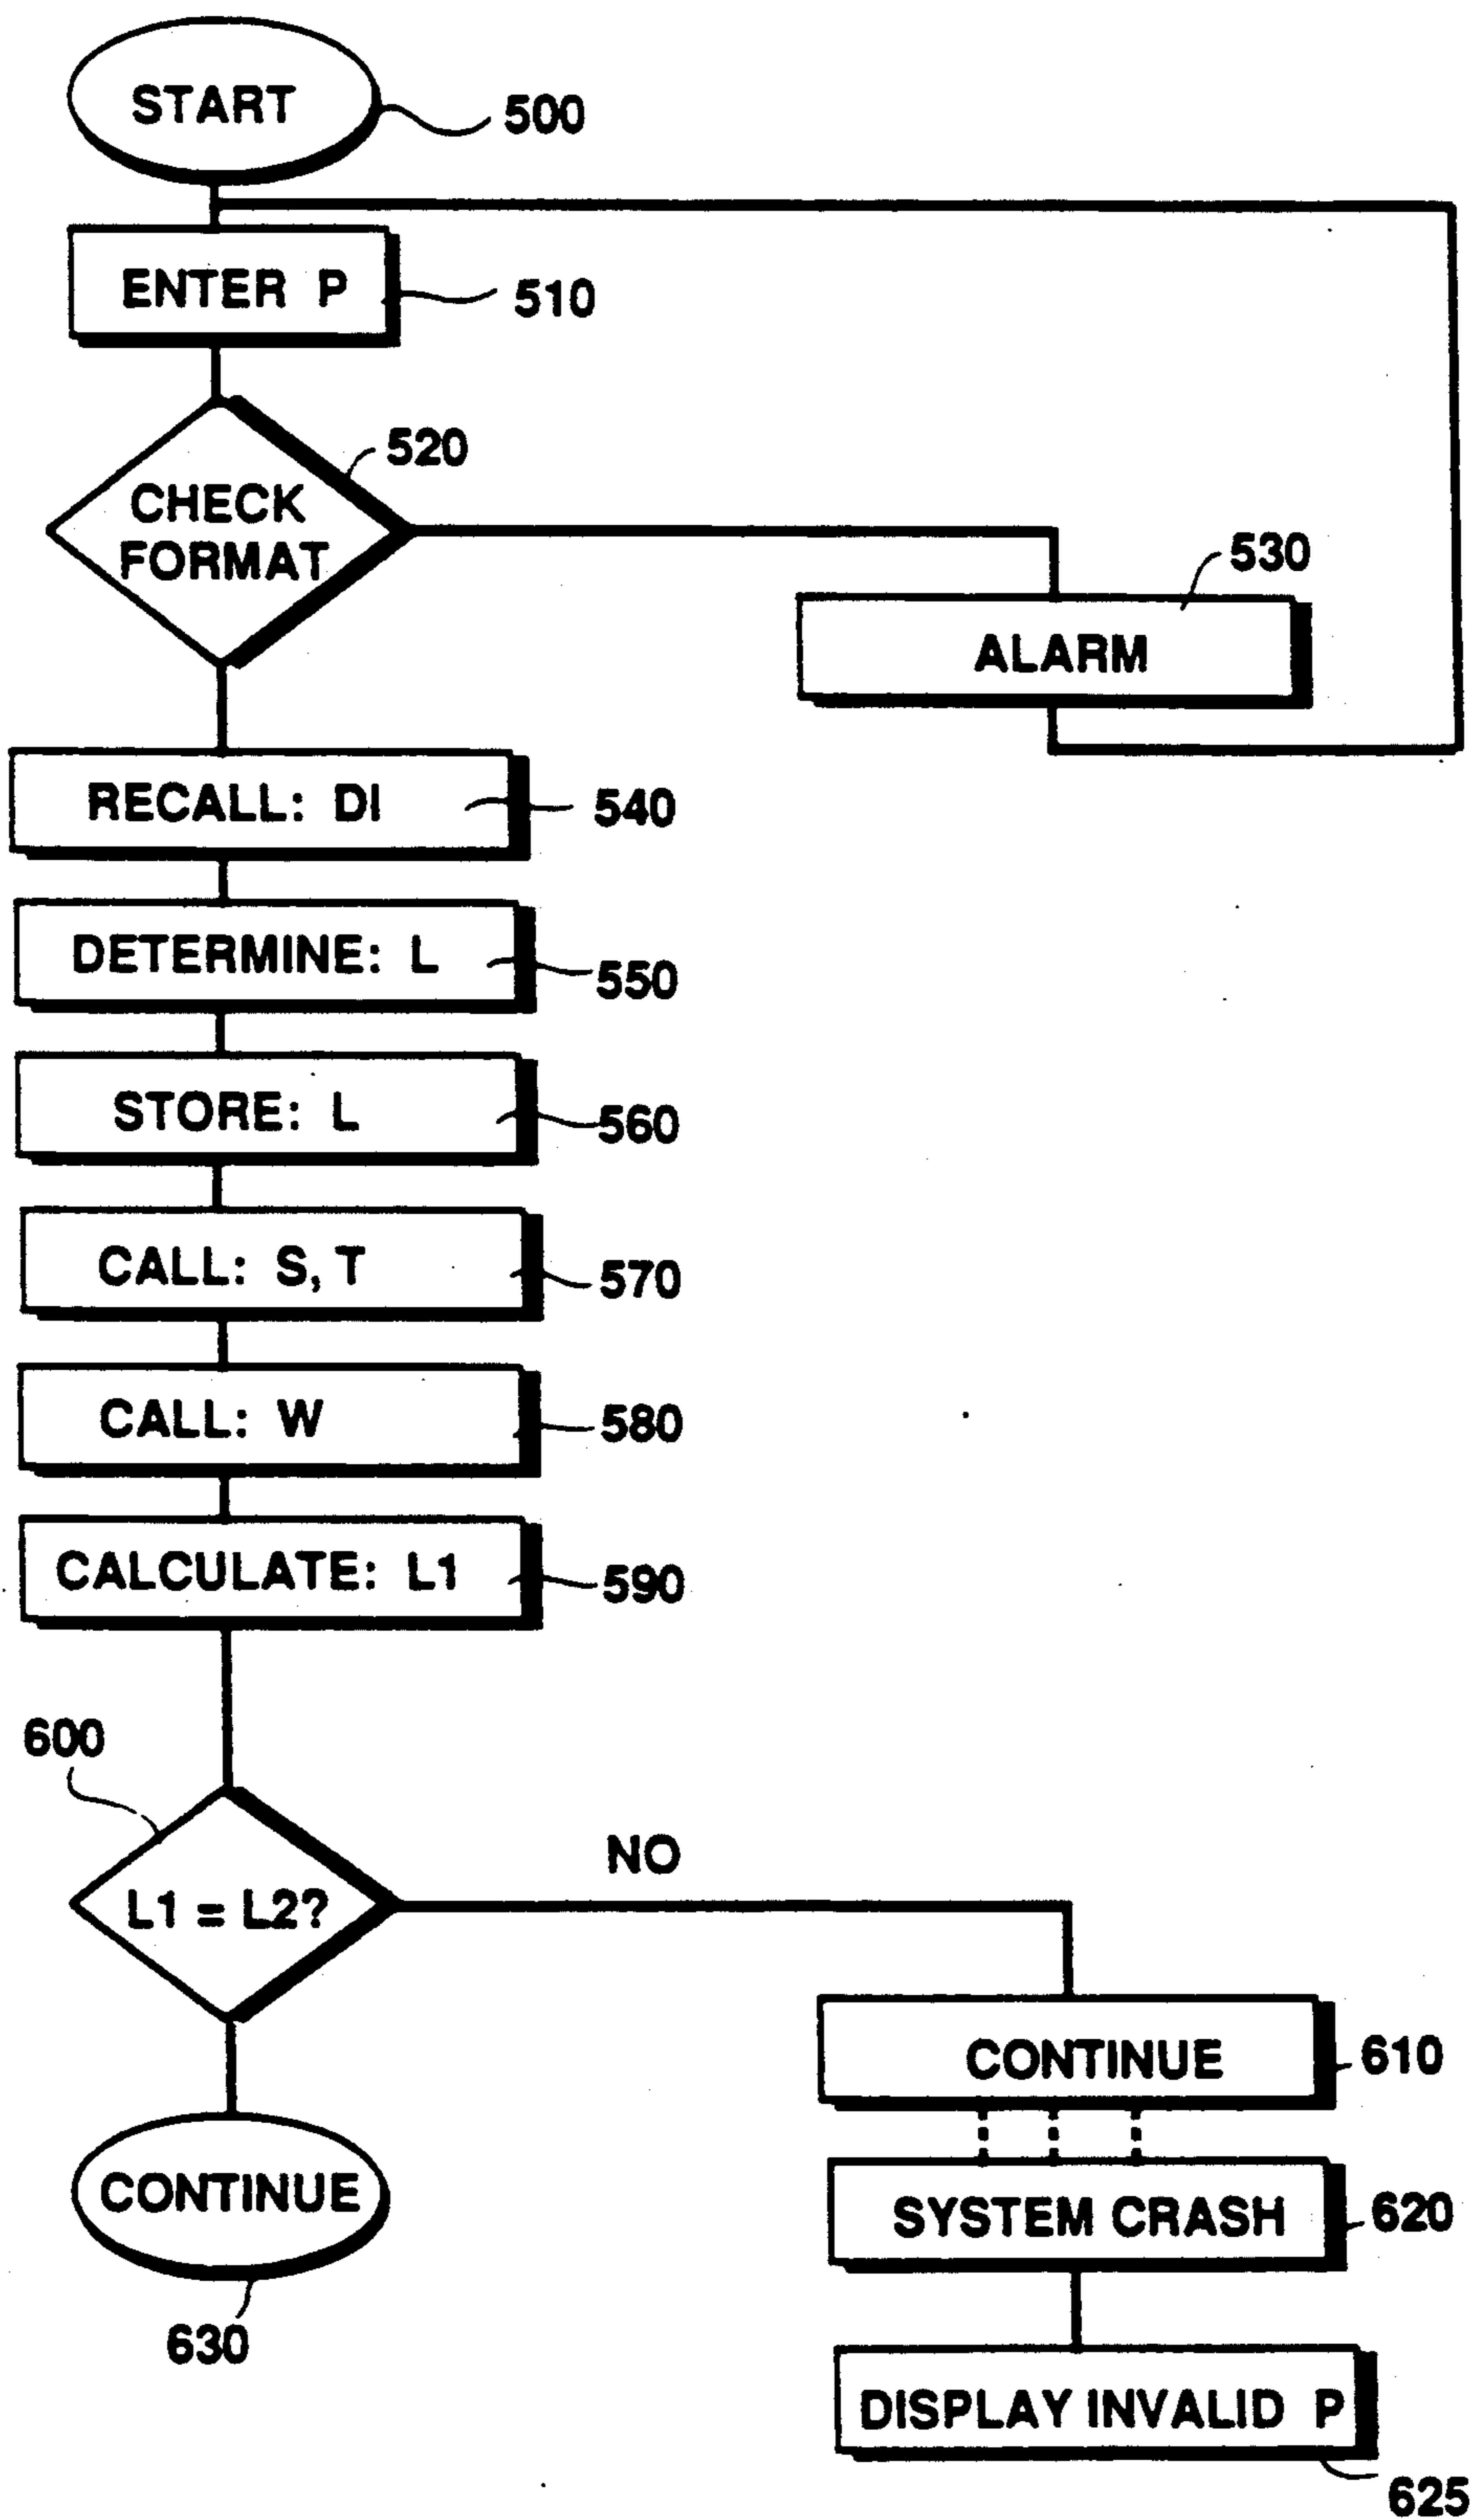 START
500
ENTER P
510
520
CHECK
FORMAT
530
ALARM
RECALL: DI
540
DETERMINE: L
550
STORE: L
560
CALL: S, T
570
CALL: W
580
CALCULATE: L1
590
600
NO
L1 = L2?
CONTINUE
610
CONTINUE
SYSTEM CRASH
620
630
DISPLAY INVALID P
625